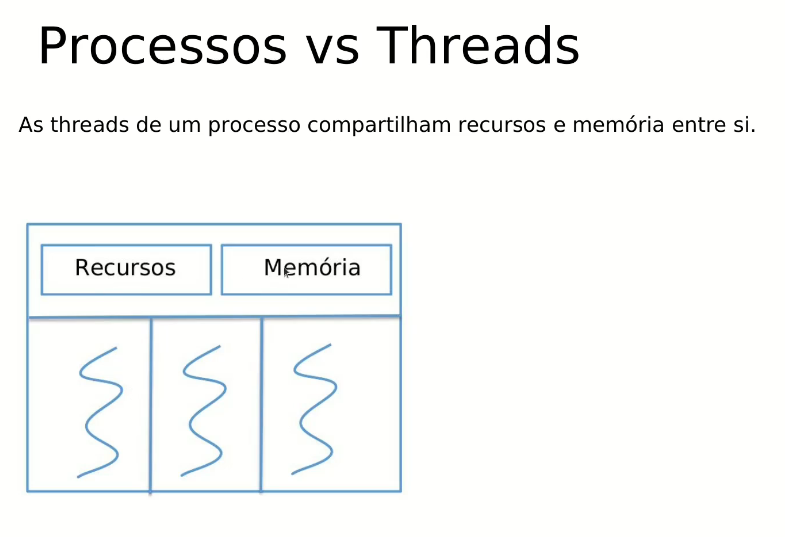 Processos vs Threads
As threads de um processo compartilham recursos e memória entre si.
Recursos
Memória